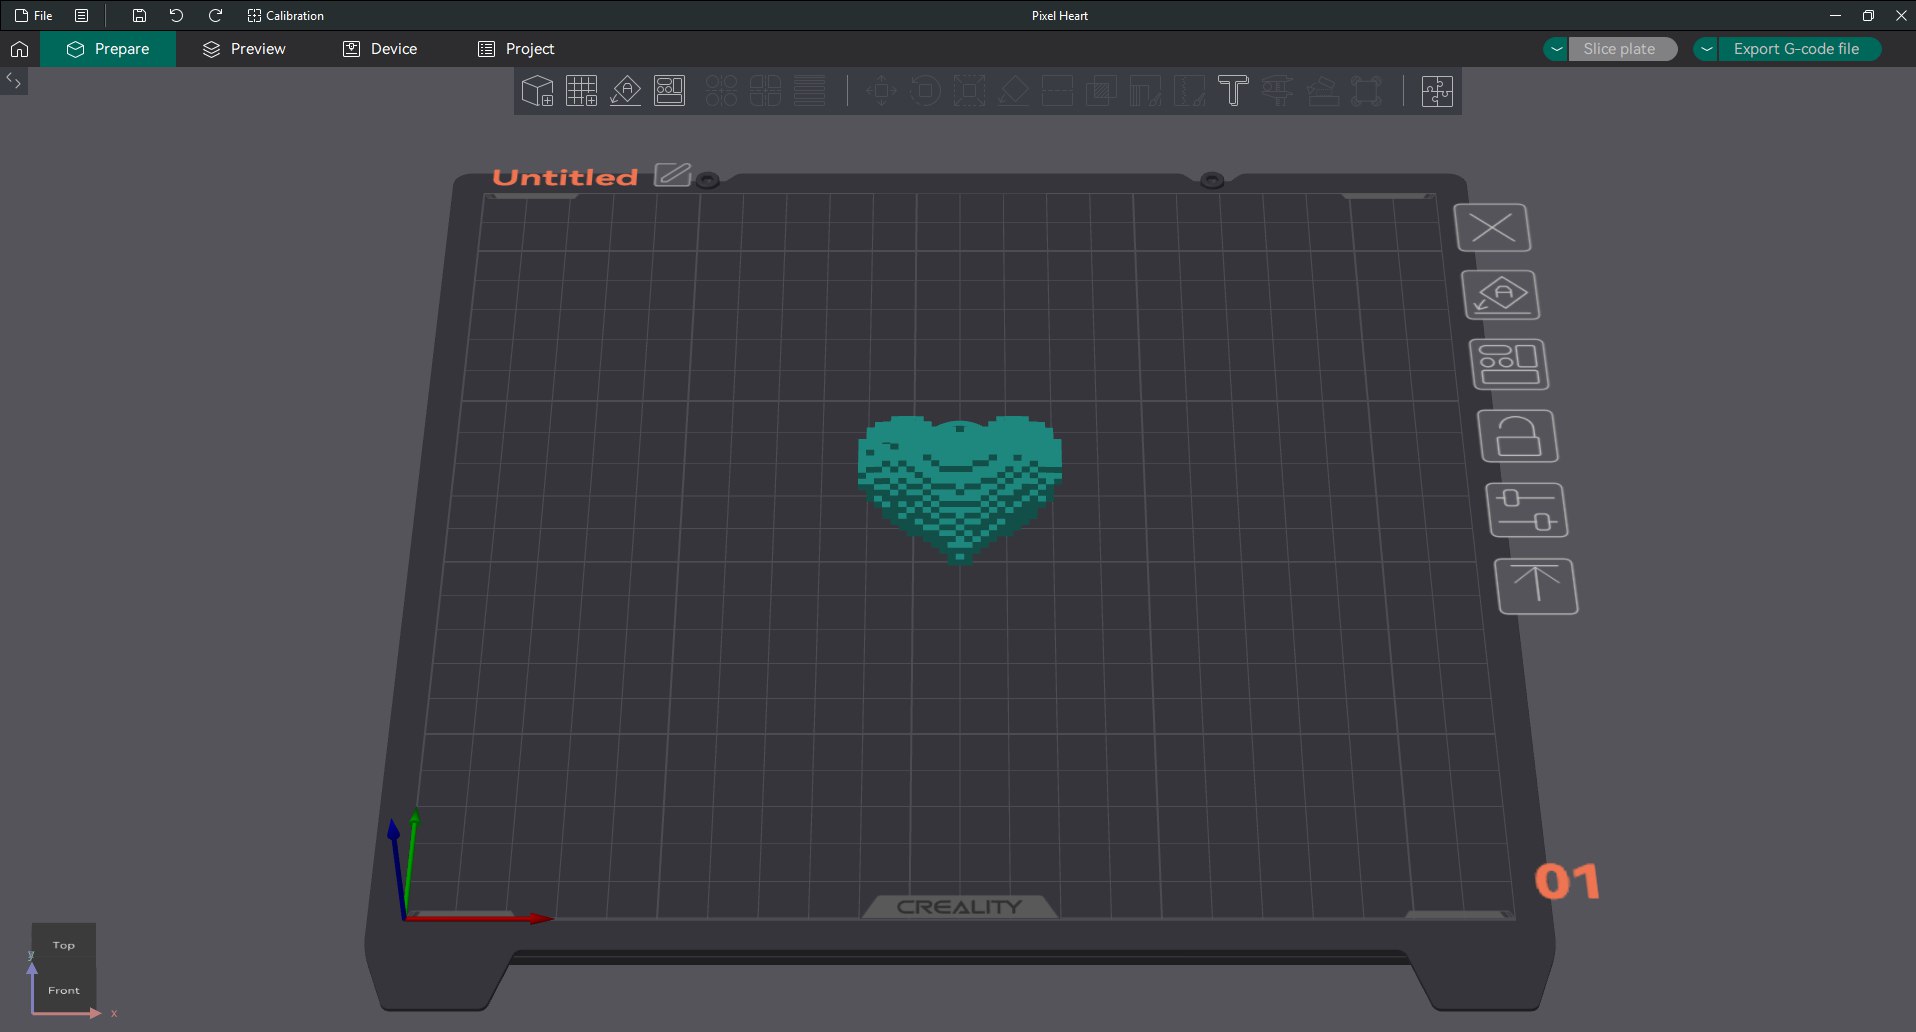 File
Calibration
Pixel Heart
Prepare
Preview
Device
Project
Slice plate
Export G-code file
Untitled
CREALITY
01
Top
y
Front
x